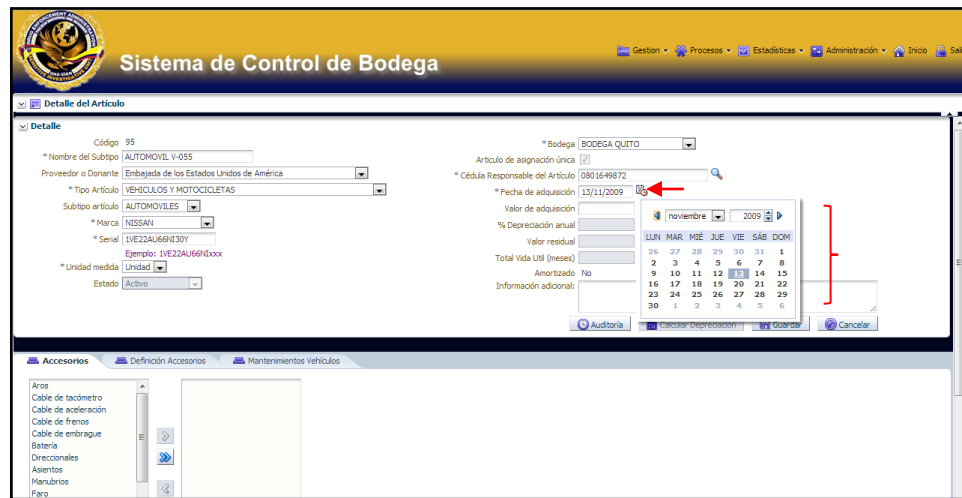 Sistema de Control de Bodega
Gestion Procesos Estadísticas Administración Inicio Sali
Detalle del Artículo
Detalle
Código 95
* Nombre del Subtipo AUTOMOVIL V-055
Proveedor o Donante Embajada de los Estados Unidos de América
* Tipo Artículo VEHICULOS Y MOTOCICLETAS
Subtipo artículo AUTOMOVILES
* Marca NISSAN
* Serial 1VE22AU66NI30Y
Ejemplo: 1VE22AU66NIxxx
* Unidad medida Unidad
Estado Activo
* Bodega BODEGA QUITO
Articulo de asignación única
* Cédula Responsable del Artículo 0801649872
* Fecha de adquisición 13/11/2009
Valor de adquisición
% Depreciación anual
Valor residual
Total Vida Util (meses)
Amortizado No
Información adicional:
noviembre 2009
LUN MAR MIÉ JUE VIE SÁB DOM
26 27 28 29 30 31 1
2 3 4 5 6 7 8
9 10 11 12 13 14 15
16 17 18 19 20 21 22
23 24 25 26 27 28 29
30 1 2 3 4 5 6
Auditoría Calcular Depreciación Guardar Cancelar
Accesorios Definición Accesorios Mantenimientos Vehículos
Aros
Cable de tacómetro
Cable de aceleración
Cable de frenos
Cable de embrague
Batería
Direccionales
Asientos
Manubrios
Faro